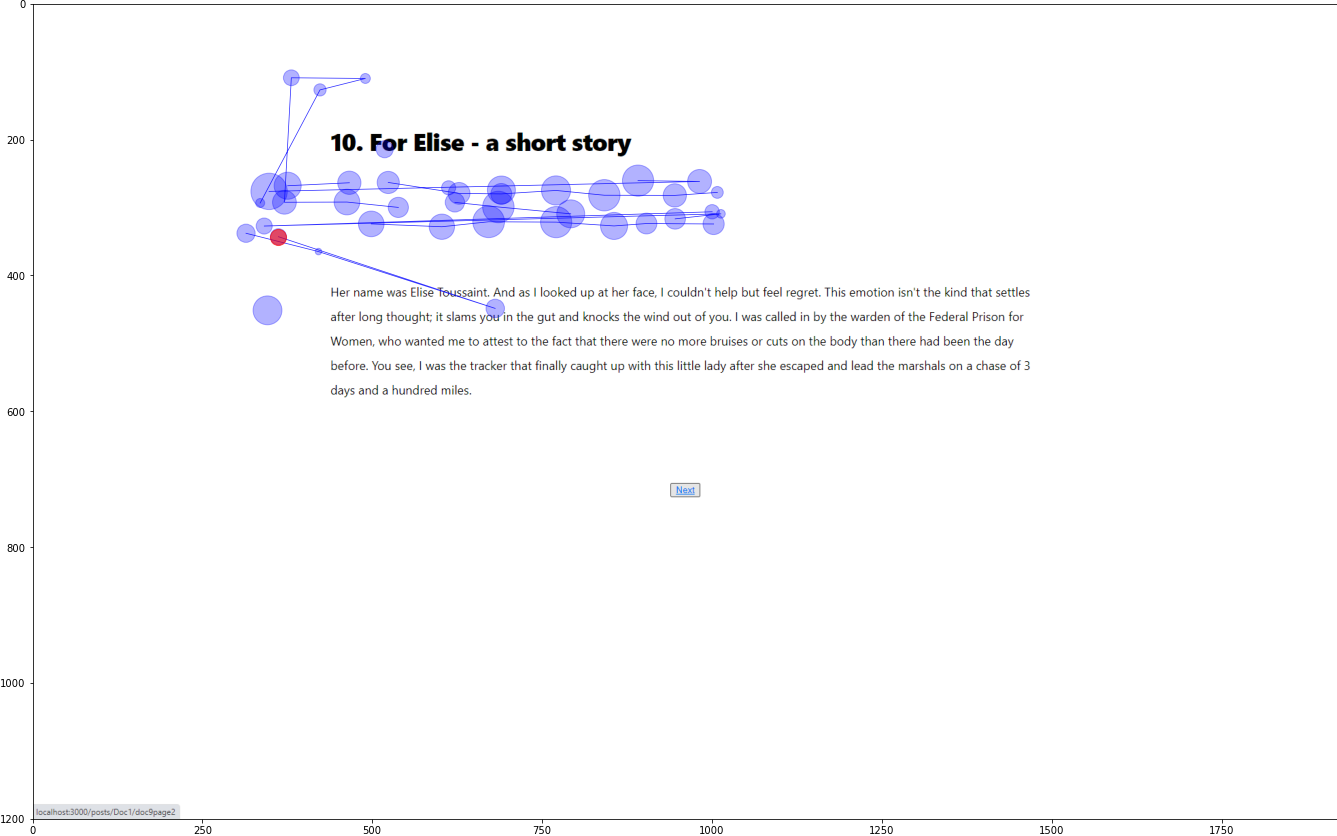 0
200
10. For Elise - a short story
400
Her name was Elise Toussaint. And as I looked up at her face, I couldn't help but feel regret. This emotion isn't the kind that settles
after long thought; it slams you in the gut and knocks the wind out of you. I was called in by the warden of the Federal Prison for
Women, who wanted me to attest to the fact that there were no more bruises or cuts on the body than there had been the day
before. You see, I was the tracker that finally caught up with this little lady after she escaped and lead the marshals on a chase of 3
days and a hundred miles.
600
Next
800
1000
localhost:3000/posts/Doc1/doc9page2
1200
0 250 500 750 1000 1250 1500 1750